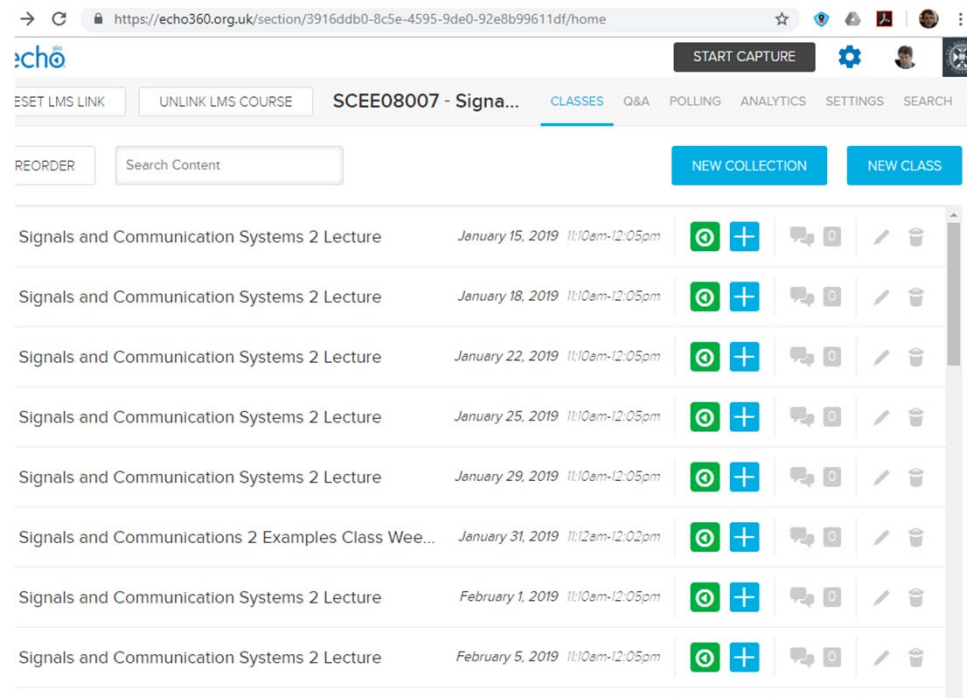 https://echo360.org.uk/section/3916ddb0-8c5e-4595-9de0-92e8b99611df/home
echo START CAPTURE
ESET LMS LINK UNLINK LMS COURSE SCEE08007 - Signa... CLASSES Q&A POLLING ANALYTICS SETTINGS SEARCH
REORDER Search Content NEW COLLECTION NEW CLASS
Signals and Communication Systems 2 Lecture January 15, 2019 11:10am-12:05pm 0
Signals and Communication Systems 2 Lecture January 18, 2019 11:10am-12:05pm 0
Signals and Communication Systems 2 Lecture January 22, 2019 11:10am-12:05pm 0
Signals and Communication Systems 2 Lecture January 25, 2019 11:10am-12:05pm 0
Signals and Communication Systems 2 Lecture January 29, 2019 11:10am-12:05pm 0
Signals and Communications 2 Examples Class Wee... January 31, 2019 11:12am-12:02pm 0
Signals and Communication Systems 2 Lecture February 1, 2019 11:10am-12:05pm 0
Signals and Communication Systems 2 Lecture February 5, 2019 11:10am-12:05pm 0